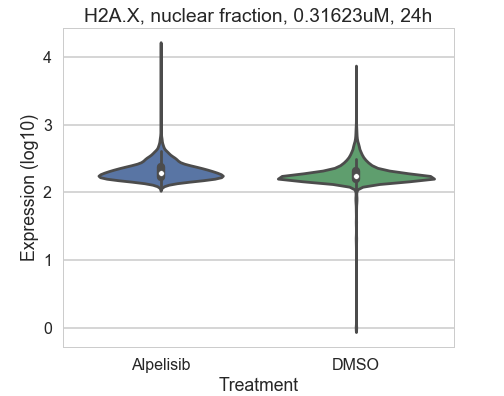 H2A.X, nuclear fraction, 0.31623uM, 24h
Expression (log10)
4
3
2
1
0
Alpelisib
DMSO
Treatment